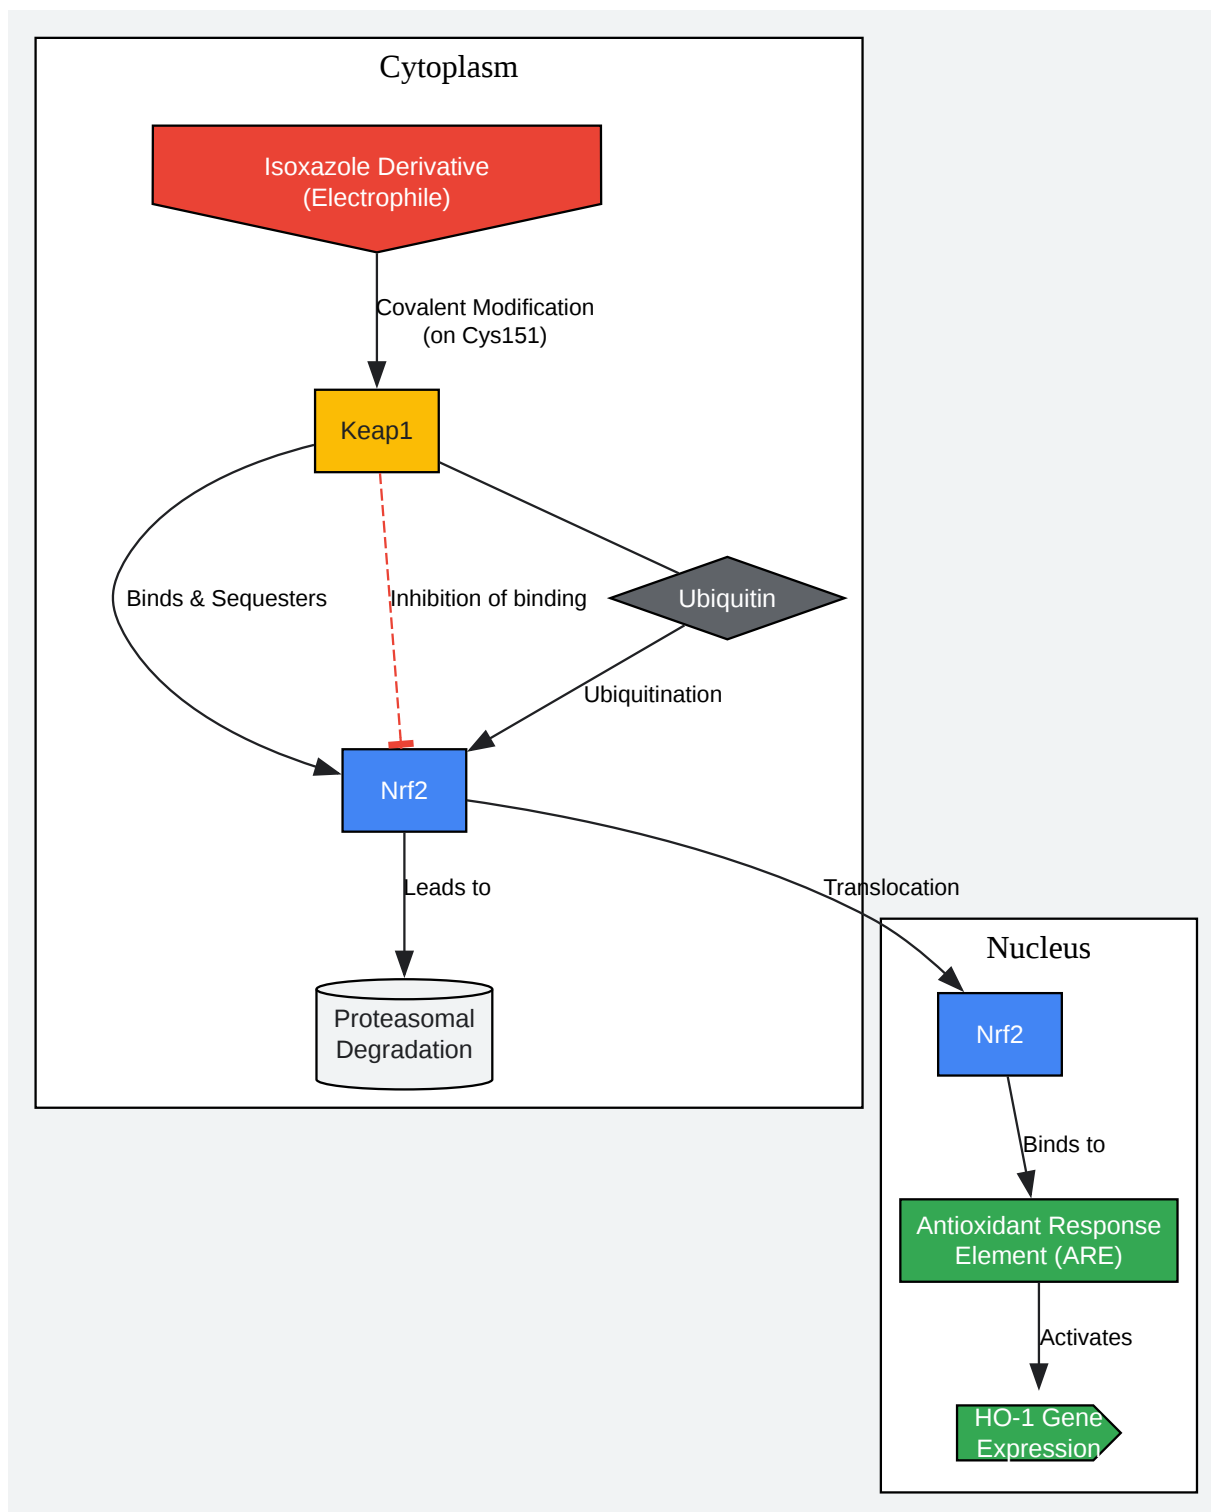 Cytoplasm
Isoxazole Derivative
(Electrophile)
Covalent Modification
(on Cys151)
Keap1
Binds & Sequesters
Inhibition of binding
Ubiquitin
Ubiquitination
Nrf2
Leads to
Translocation
Proteasomal
Degradation
Nucleus
Nrf2
Binds to
Antioxidant Response
Element (ARE)
Activates
HO-1 Gene
Expression